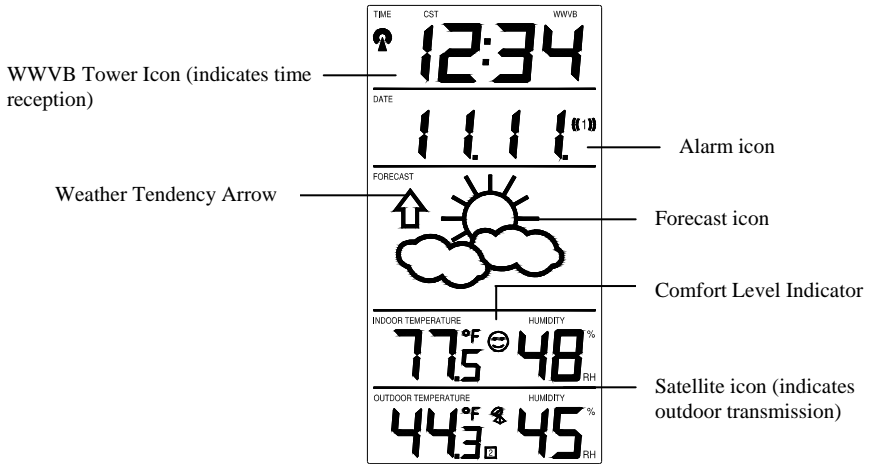 TIME CST WWVB
12:34
WWVB Tower Icon (indicates time
reception)
DATE
11.11.
((1))
Alarm icon
FORECAST
Weather Tendency Arrow
Forecast icon
Comfort Level Indicator
INDOOR TEMPERATURE HUMIDITY
77.5 °F 48 %
RH
Satellite icon (indicates
outdoor transmission)
OUTDOOR TEMPERATURE HUMIDITY
44.3 °F 2 45 %
RH